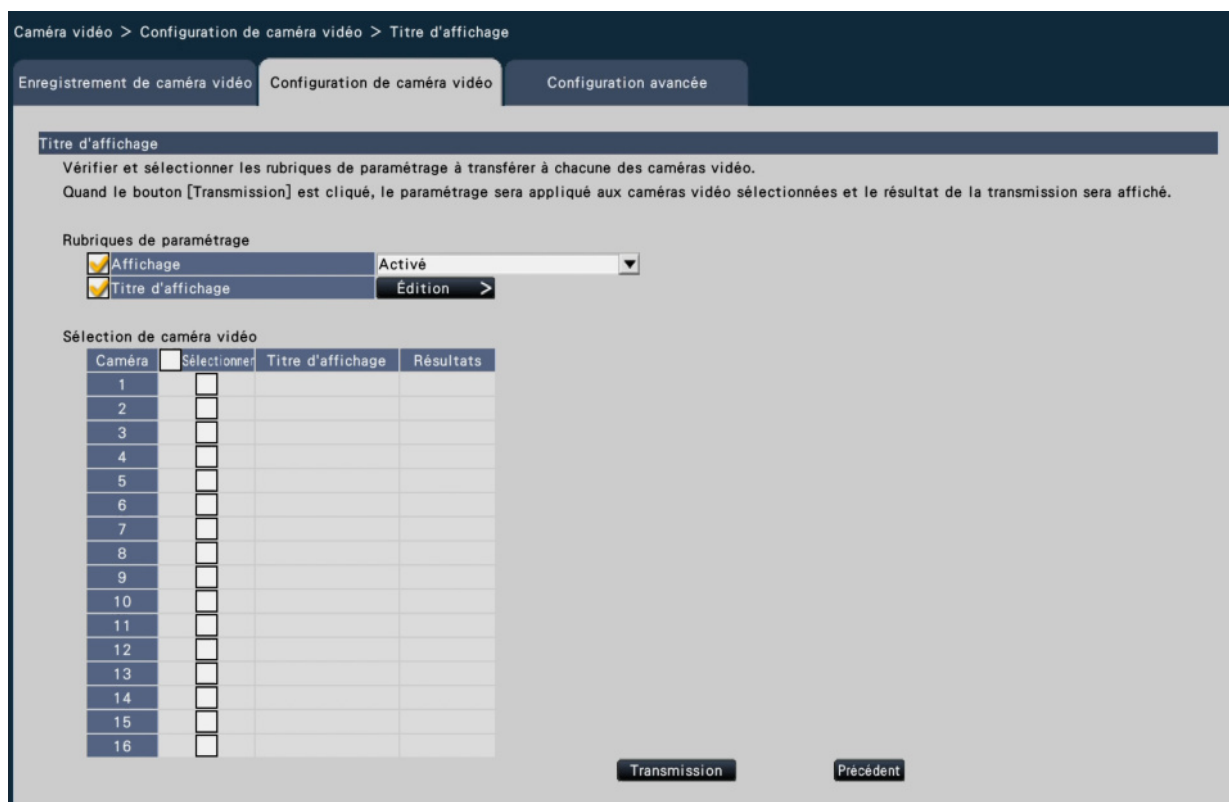 Caméra vidéo > Configuration de caméra vidéo > Titre d'affichage
Enregistrement de caméra vidéo Configuration de caméra vidéo Configuration avancée
Titre d'affichage
Vérifier et sélectionner les rubriques de paramétrage à transférer à chacune des caméras vidéo.
Quand le bouton [Transmission] est cliqué, le paramétrage sera appliqué aux caméras vidéo sélectionnées et le résultat de la transmission sera affiché.
Rubriques de paramétrage
Affichage Activé
Titre d'affichage Édition >
Sélection de caméra vidéo
Caméra Sélectionner Titre d'affichage Résultats
1
2
3
4
5
6
7
8
9
10
11
12
13
14
15
16
Transmission Précédent